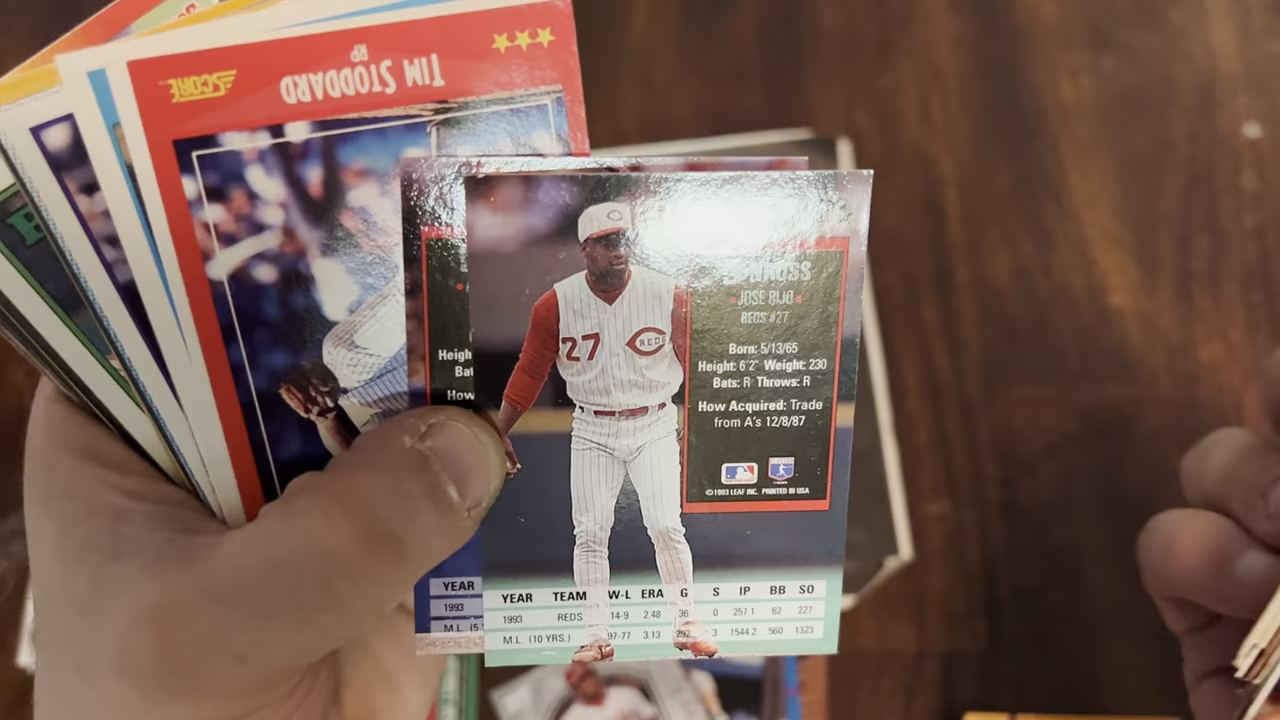 TIM STODDARD
RP
SCORE
JOSE RIJO
REDS #27
Born: 5/13/65
Height: 6'2" Weight: 230
Bats: R Throws: R
How Acquired: Trade
from A's 12/8/87
©1993 LEAF INC. PRINTED IN USA
27 REDS
YEAR TEAM W-L ERA G S IP BB SO
1993 REDS 14-9 2.48 36 0 257.1 62 227
M.L. (10 YRS.) 97-77 3.13 292 3 1544.2 560 1323
Heigh
Bat
How
YEAR
1993
M.L. (5